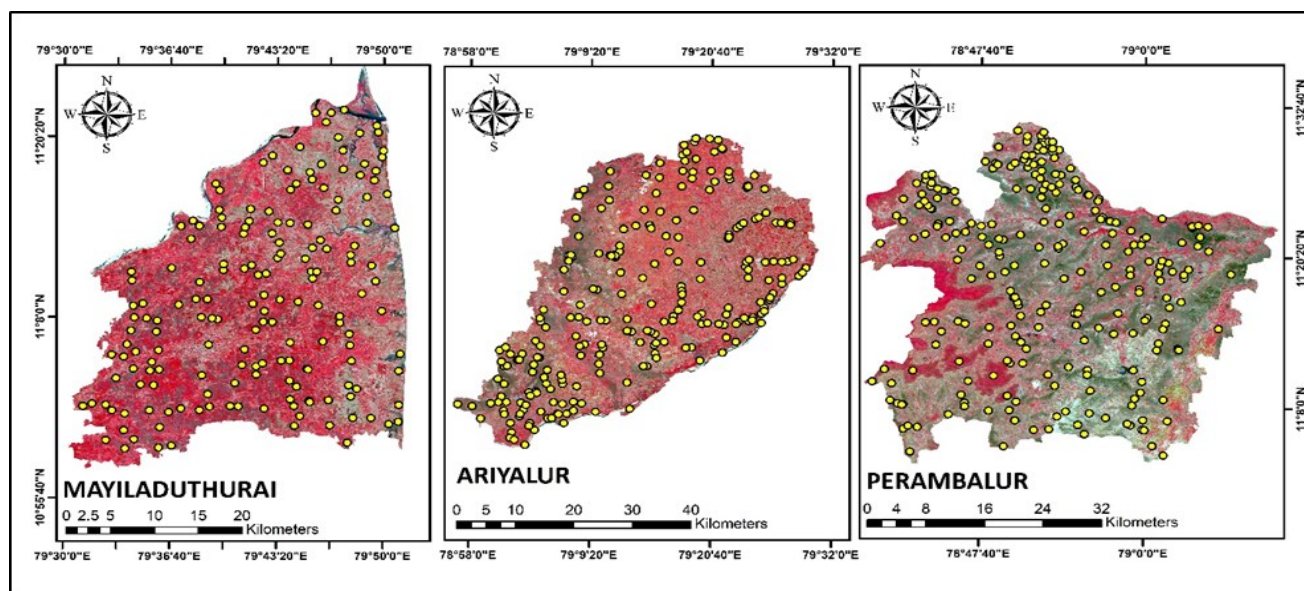 79°30'0"E 79°36'40"E 79°43'20"E 79°50'0"E
78°58'0"E 79°9'20"E 79°20'40"E 79°32'0"E
78°47'40"E 79°0'0"E
N
W E
S
N
W E
S
N
W E
S
11°20'20"N
11°8'0"N
10°55'40"N
11°32'40"N
11°20'20"N
11°8'0"N
MAYILADUTHURAI
0 2.5 5 10 15 20
Kilometers
ARIYALUR
0 5 10 20 30 40
Kilometers
PERAMBALUR
0 4 8 16 24 32
Kilometers
79°30'0"E 79°36'40"E 79°43'20"E 79°50'0"E
78°58'0"E 79°9'20"E 79°20'40"E 79°32'0"E
78°47'40"E 79°0'0"E